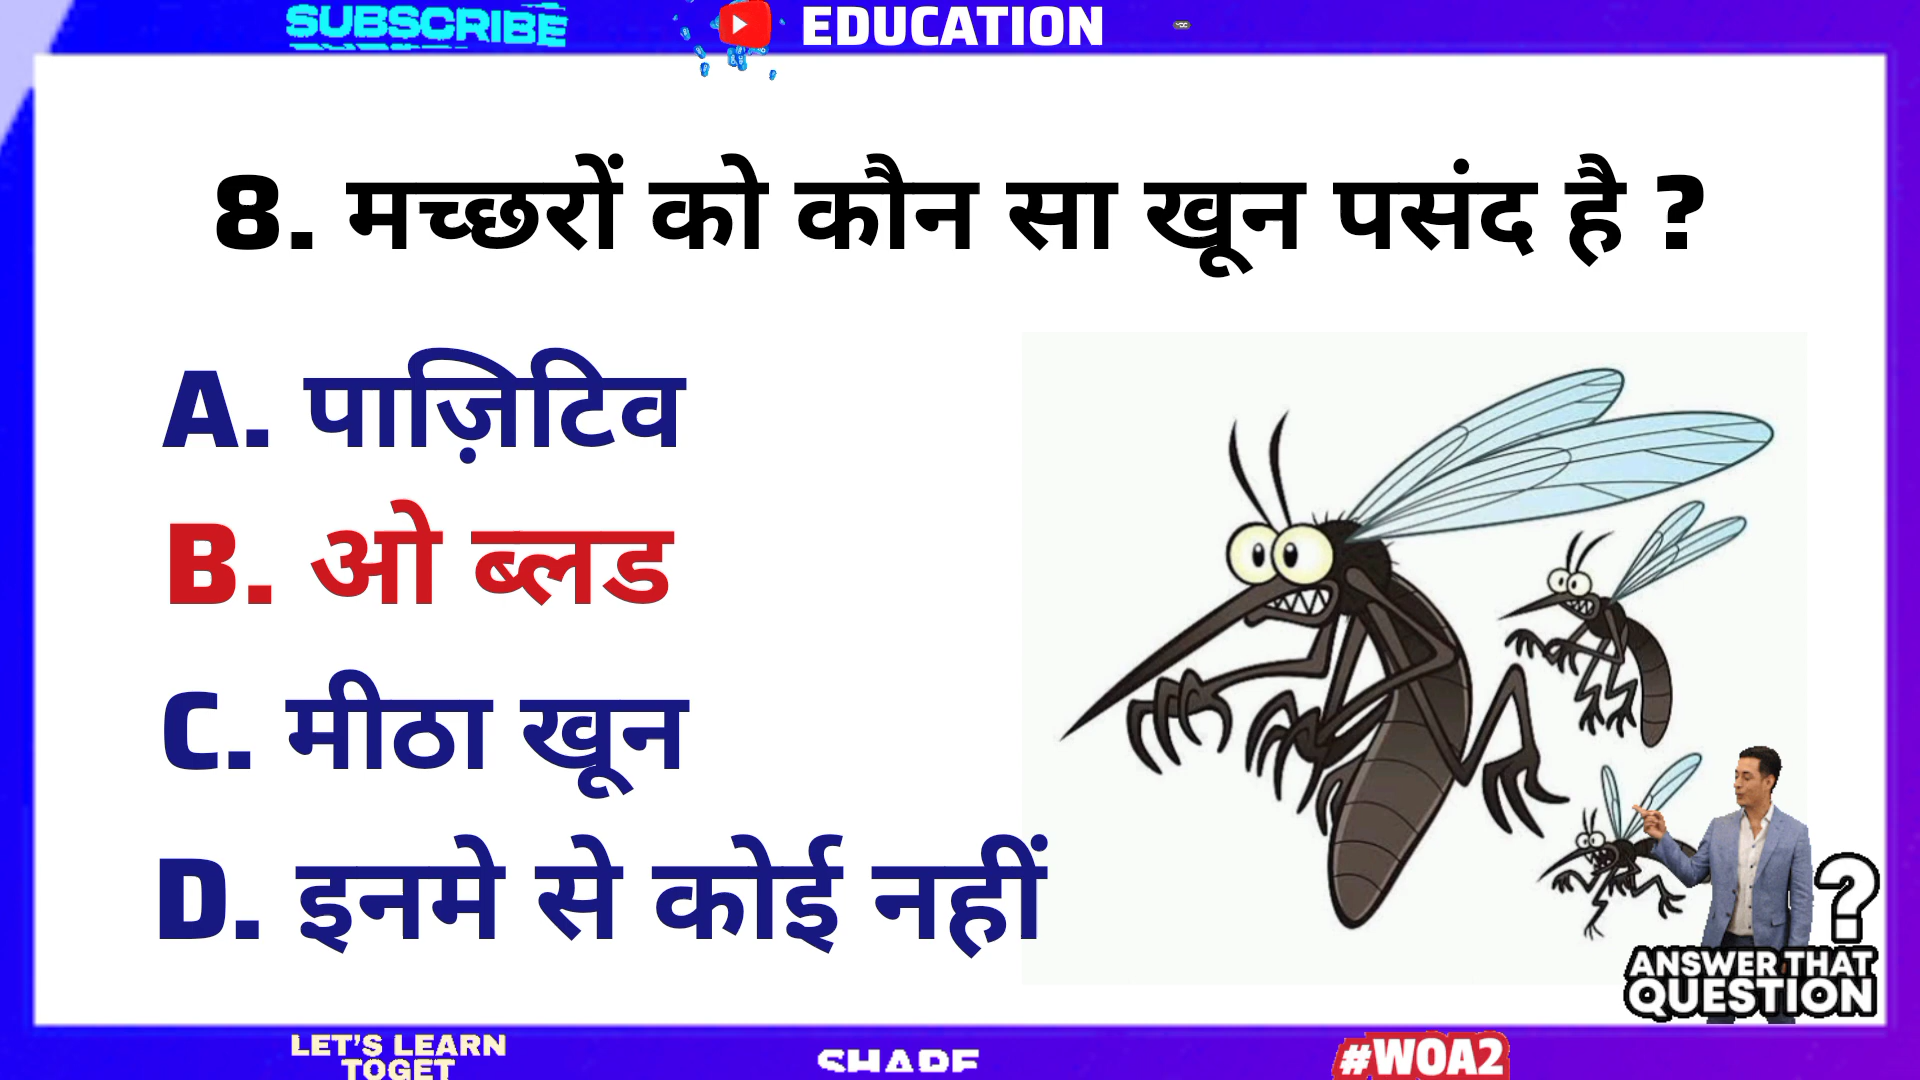 SUBSCRIBE
EDUCATION
8. मच्छरों को कौन सा खून पसंद है ?
A. पाज़िटिव
B. ओ ब्लड
C. मीठा खून
D. इनमे से कोई नहीं
?
ANSWER THAT
QUESTION
LET'S LEARN
TOGET
SHARE
#WOA2